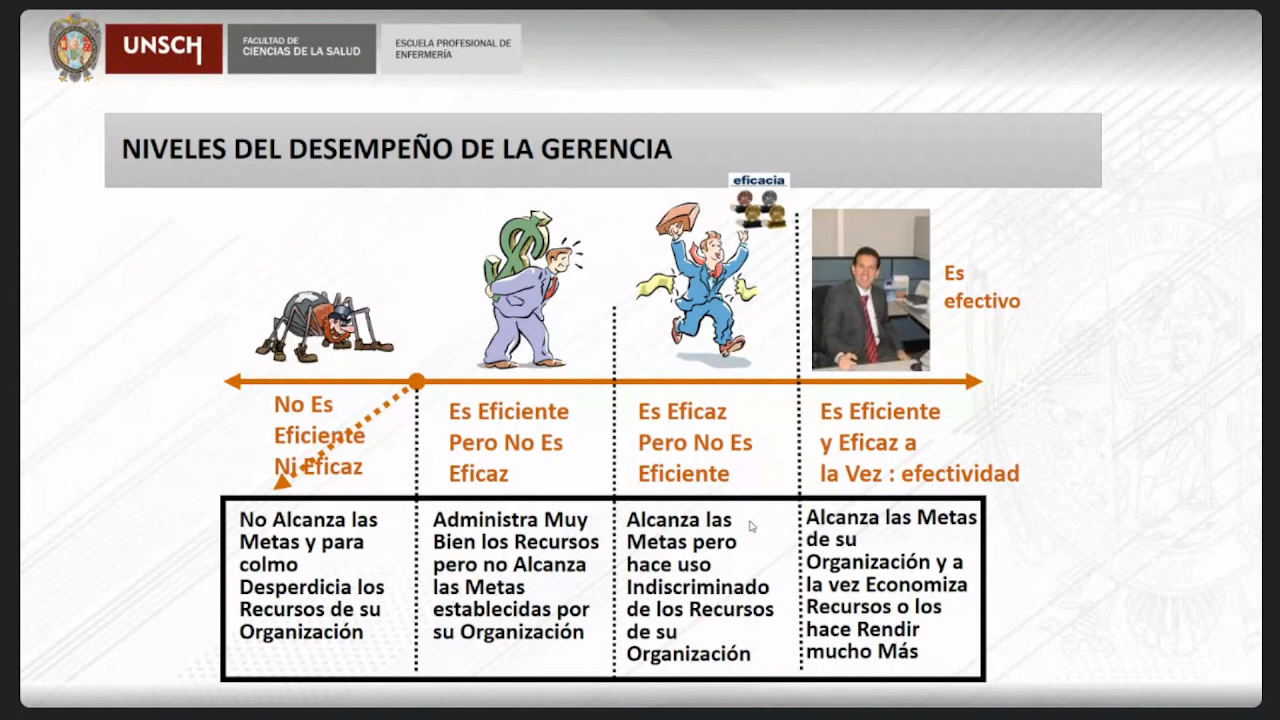 UNSCH
FACULTAD DE
CIENCIAS DE LA SALUD
ESCUELA PROFESIONAL DE
ENFERMERÍA
NIVELES DEL DESEMPEÑO DE LA GERENCIA
eficacia
Es
efectivo
No Es
Eficiente
Ni Eficaz
Es Eficiente
Pero No Es
Eficaz
Es Eficaz
Pero No Es
Eficiente
Es Eficiente
y Eficaz a
la Vez : efectividad
No Alcanza las
Metas y para
colmo
Desperdicia los
Recursos de su
Organización
Administra Muy
Bien los Recursos
pero no Alcanza
las Metas
establecidas por
su Organización
Alcanza las
Metas pero
hace uso
Indiscriminado
de los Recursos
de su
Organización
Alcanza las Metas
de su
Organización y a
la vez Economiza
Recursos o los
hace Rendir
mucho Más